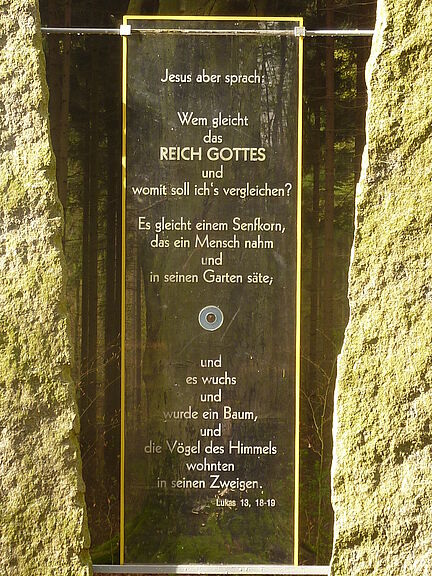 Jesus aber sprach:
Wem gleicht
das
REICH GOTTES
und
womit soll ich's vergleichen?
Es gleicht einem Senfkorn,
das ein Mensch nahm
und
in seinen Garten säte;
und
es wuchs
und
wurde ein Baum,
und
die Vögel des Himmels
wohnten
in seinen Zweigen.
Lukas 13, 18-19